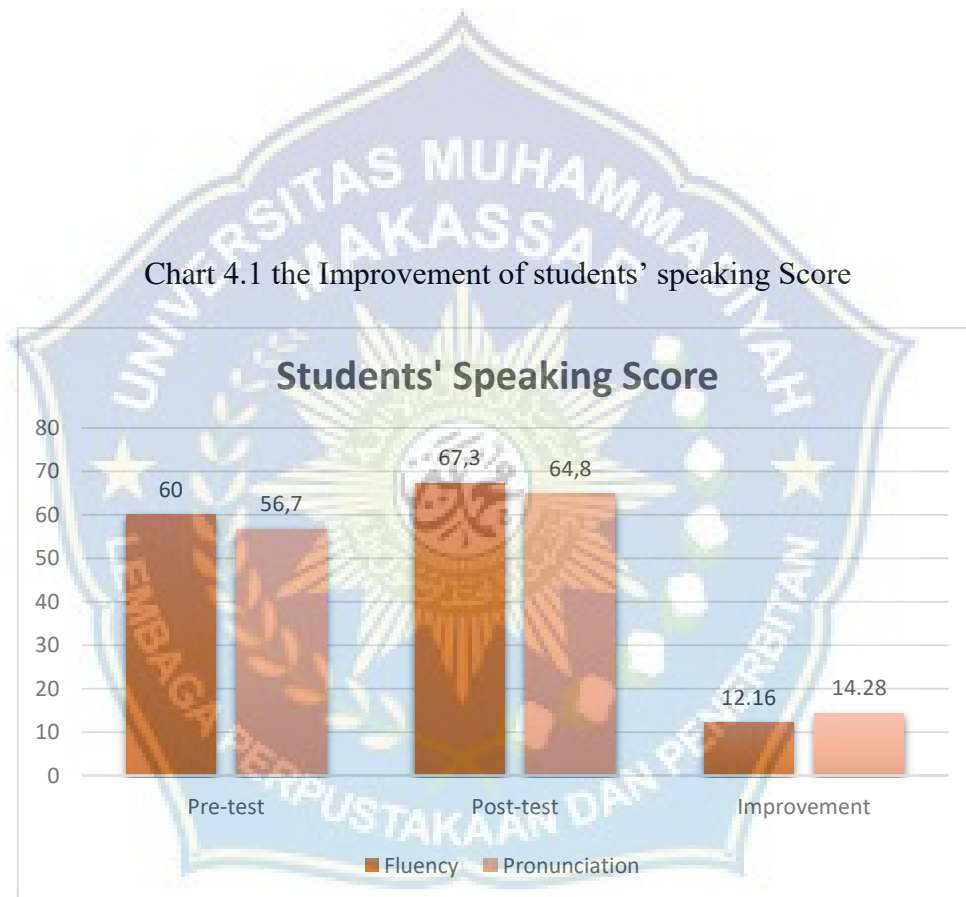 UNIVERSITAS MUHAMMADIYAH
MAKASSAR
Chart 4.1 the Improvement of students’ speaking Score
Students' Speaking Score
80
70
60
50
40
30
20
10
0
60
56,7
67,3
64,8
12.16
14.28
Pre-test
Post-test
Improvement
Fluency
Pronunciation
LEMBAGA PERPUSTAKAAN DAN PENERBITAN